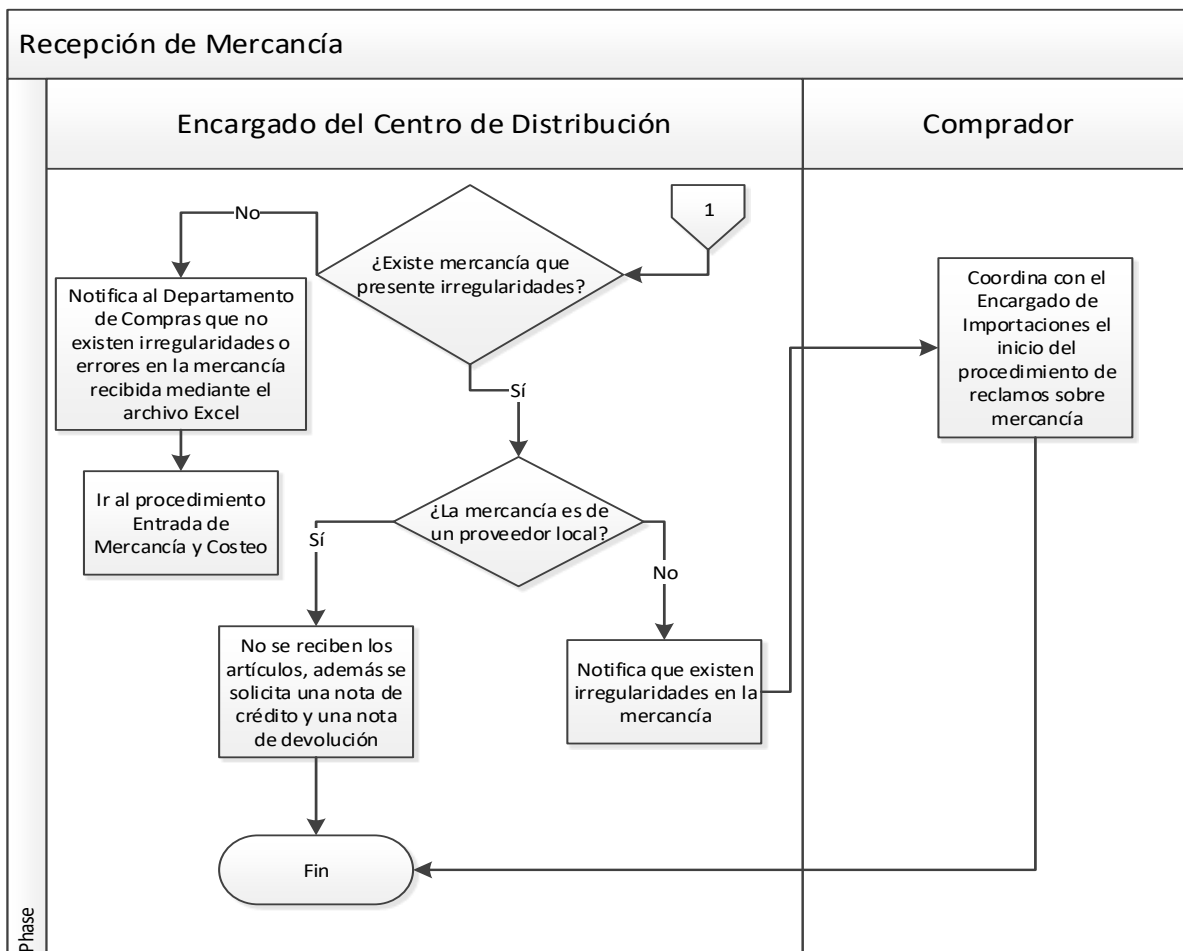 Recepción de Mercancía
Encargado del Centro de Distribución
Comprador
1
No
¿Existe mercancía que
presente irregularidades?
Notifica al Departamento
de Compras que no
existen irregularidades o
errores en la mercancía
recibida mediante el
archivo Excel
Coordina con el
Encargado de
Importaciones el
inicio del
procedimiento de
reclamos sobre
mercancía
Sí
Ir al procedimiento
Entrada de
Mercancía y Costeo
¿La mercancía es de
un proveedor local?
Sí
No
No se reciben los
artículos, además se
solicita una nota de
crédito y una nota
de devolución
Notifica que existen
irregularidades en la
mercancía
Fin
Phase